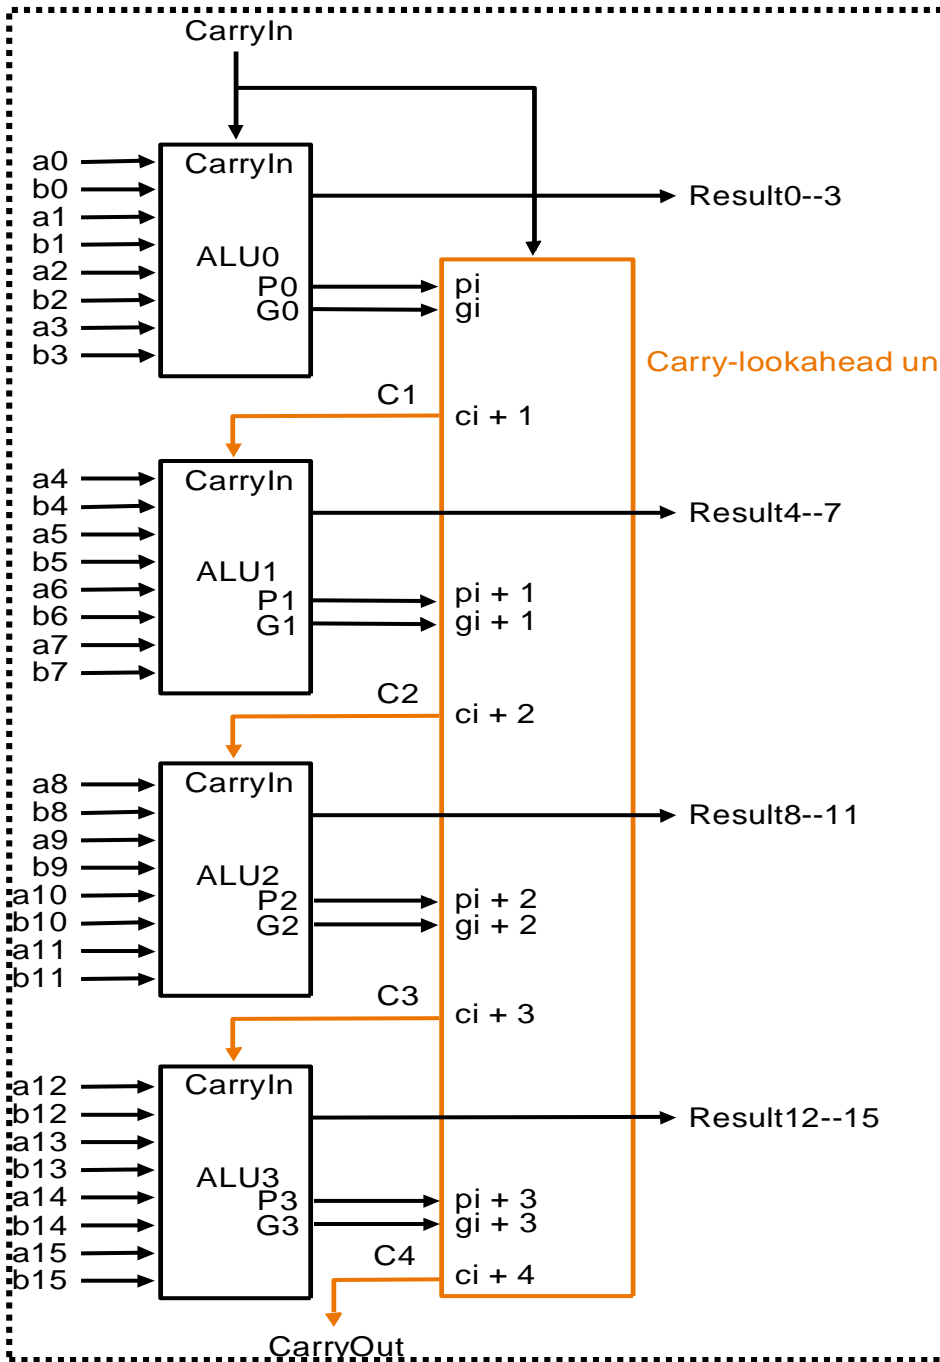 CarryIn
a0
CarryIn
b0
Result0--3
a1
b1
ALU0
a2
P0
pi
b2
G0
gi
a3
b3
Carry-lookahead un
C1
ci + 1
a4
CarryIn
b4
Result4--7
a5
b5
ALU1
a6
P1
pi + 1
b6
G1
gi + 1
a7
b7
C2
ci + 2
a8
CarryIn
b8
Result8--11
a9
b9
ALU2
a10
P2
pi + 2
b10
G2
gi + 2
a11
b11
C3
ci + 3
a12
CarryIn
b12
Result12--15
a13
b13
ALU3
a14
P3
pi + 3
b14
G3
gi + 3
a15
C4
b15
ci + 4
CarryOut